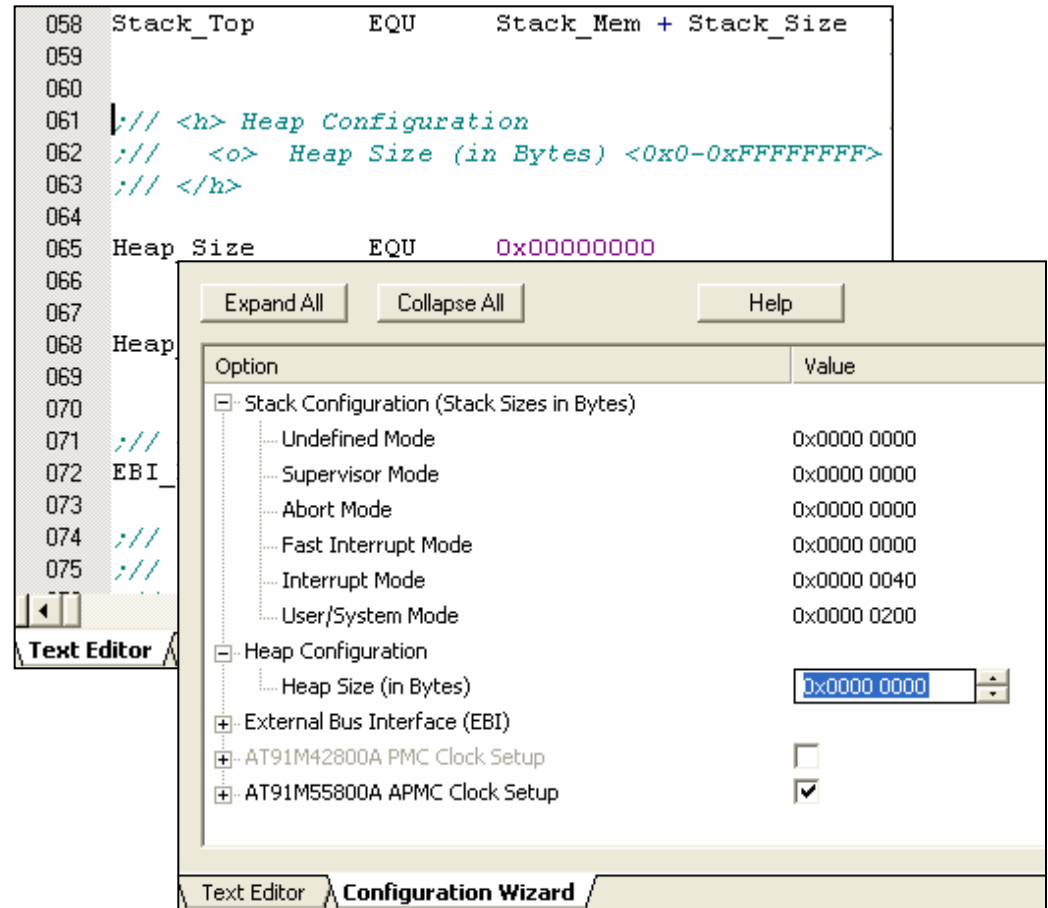 058 Stack_Top EQU Stack_Mem + Stack_Size
059
060
061 ;// <h> Heap Configuration
062 ;// <o> Heap Size (in Bytes) <0x0-0xFFFFFFFF>
063 ;// </h>
064
065 Heap_Size EQU 0x00000000
066
067
068 Heap_
069
070
071 ;//
072 EBI_
073
074 ;//
075 ;//
Text Editor
Expand All Collapse All Help
Option Value
Stack Configuration (Stack Sizes in Bytes)
Undefined Mode 0x0000 0000
Supervisor Mode 0x0000 0000
Abort Mode 0x0000 0000
Fast Interrupt Mode 0x0000 0000
Interrupt Mode 0x0000 0040
User/System Mode 0x0000 0200
Heap Configuration
Heap Size (in Bytes) 0x0000 0000
External Bus Interface (EBI)
AT91M42800A PMC Clock Setup
AT91M55800A APMC Clock Setup
Text Editor Configuration Wizard